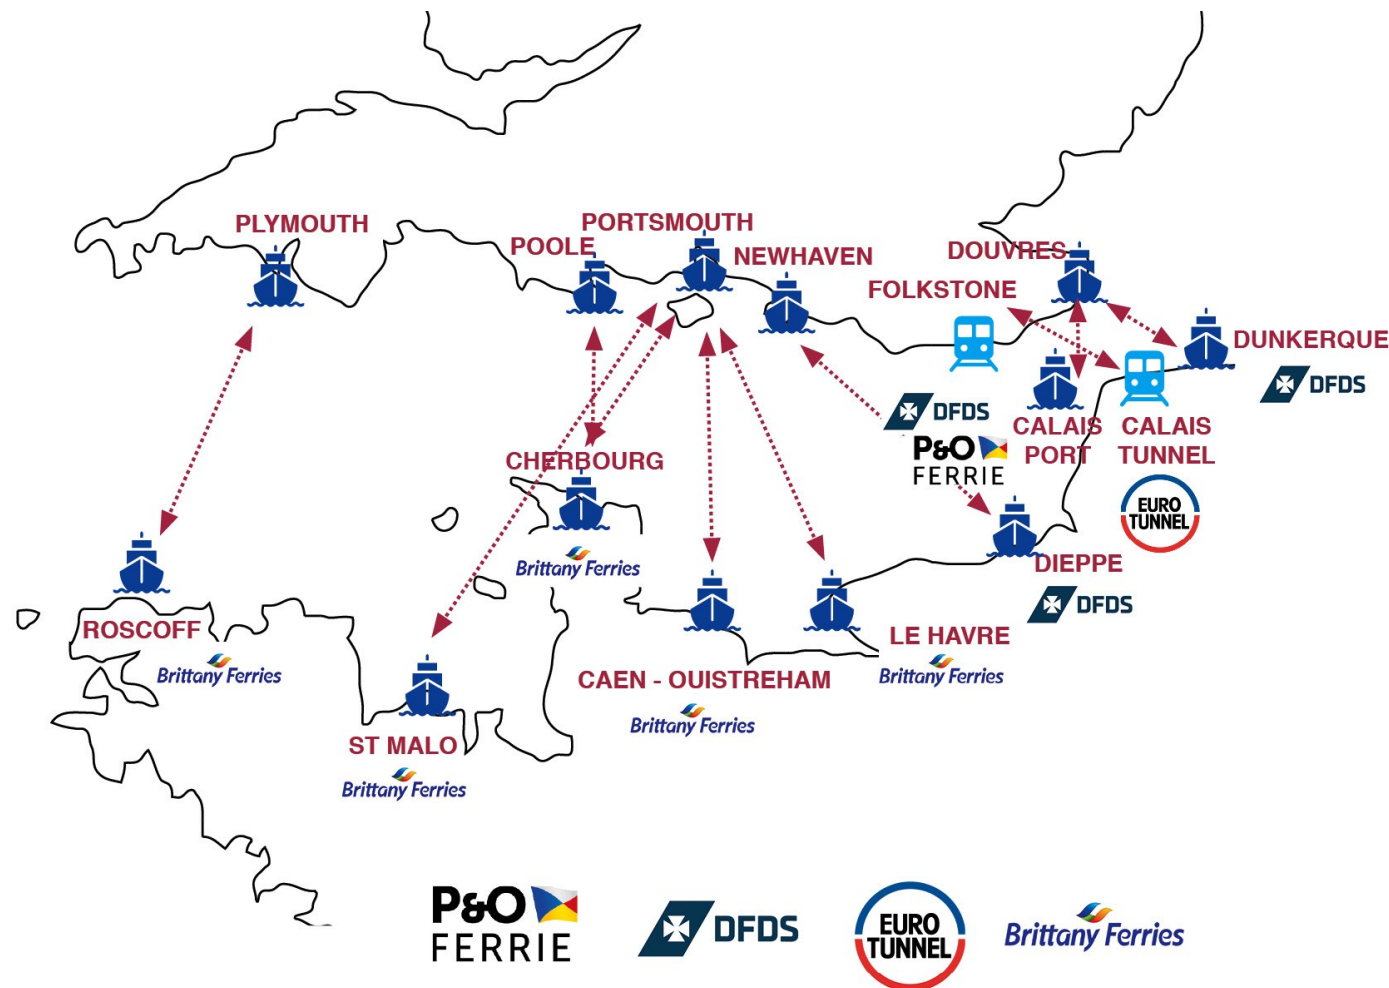 PLYMOUTH
PORTSMOUTH
POOLE
NEWHAVEN
DOUVRES
FOLKSTONE
DUNKERQUE
DFDS
DFDS
P&O
FERRIE
CALAIS
PORT
CALAIS
TUNNEL
EURO
TUNNEL
CHERBOURG
Brittany Ferries
DIEPPE
DFDS
ROSCOFF
Brittany Ferries
LE HAVRE
Brittany Ferries
CAEN - OUISTREHAM
Brittany Ferries
ST MALO
Brittany Ferries
P&O
FERRIE
DFDS
EURO
TUNNEL
Brittany Ferries